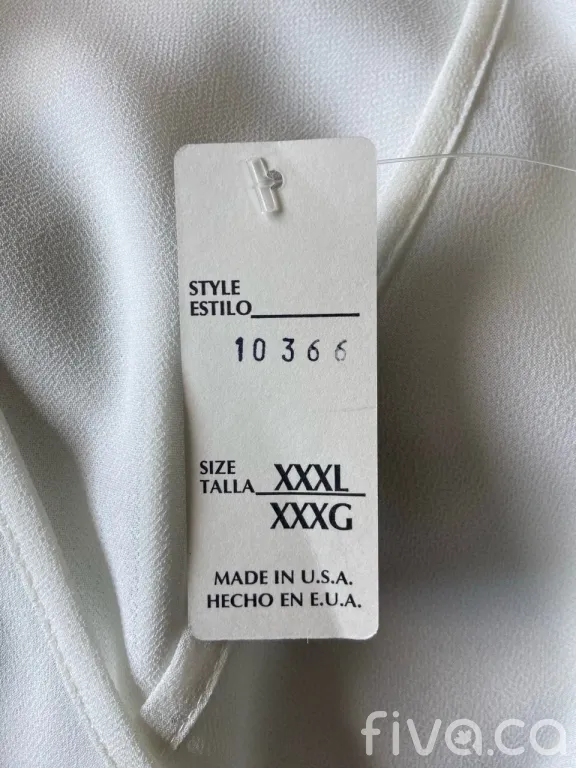 STYLE
ESTILO
10366
SIZE
TALLA XXXL
XXXG
MADE IN U.S.A.
HECHO EN E.U.A.
fiva.ca